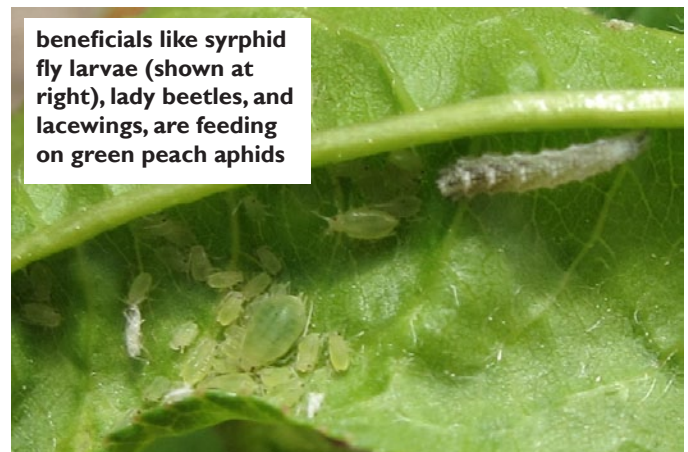 beneficials like syrphid
fly larvae (shown at
right), lady beetles, and
lacewings, are feeding
on green peach aphids